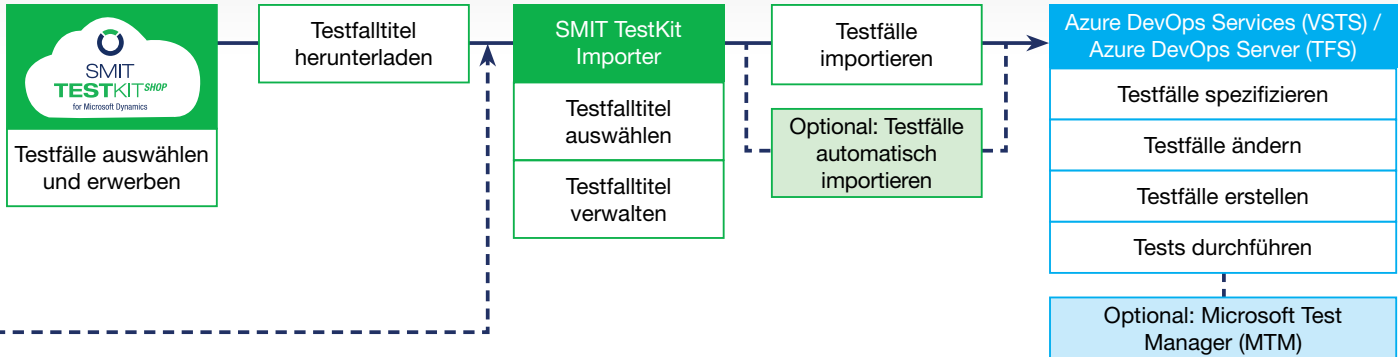 SMIT
TESTKIT SHOP
for Microsoft Dynamics
Testfälle auswählen
und erwerben
Testfalltitel
herunterladen
SMIT TestKit
Importer
Testfalltitel
auswählen
Testfalltitel
verwalten
Testfälle
importieren
Optional: Testfälle
automatisch
importieren
Azure DevOps Services (VSTS) /
Azure DevOps Server (TFS)
Testfälle spezifizieren
Testfälle ändern
Testfälle erstellen
Tests durchführen
Optional: Microsoft Test
Manager (MTM)